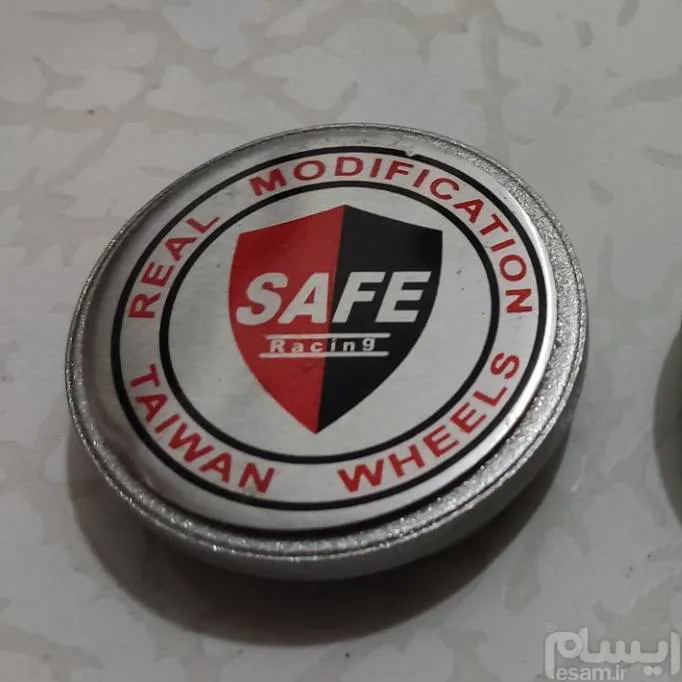 REAL MODIFICATION
SAFE
Racing
TAIWAN WHEELS
ایسام
esam.ir